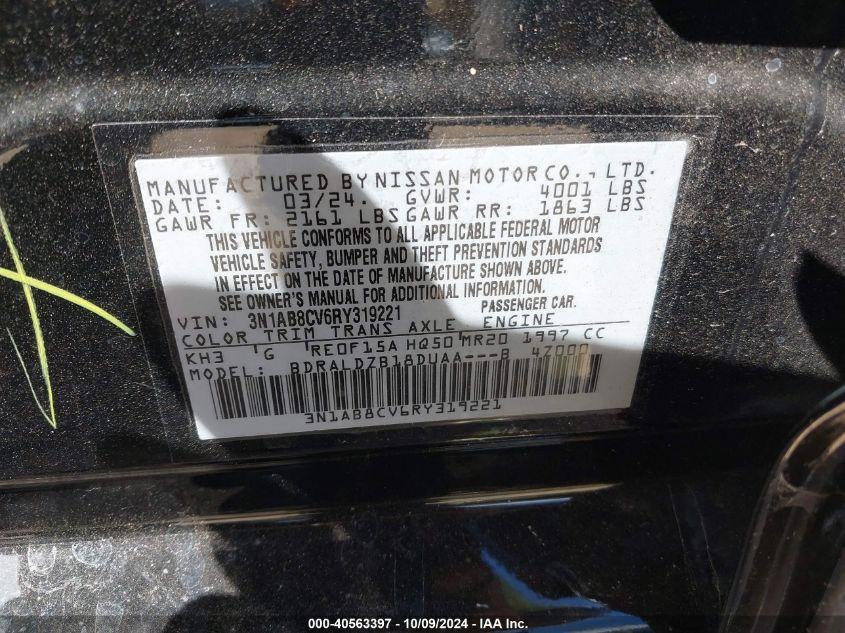 MANUFACTURED BY NISSAN MOTOR CO., LTD.
DATE: 03/24. GVWR: 4001 LBS
GAWR FR: 2161 LBS GAWR RR: 1863 LBS
THIS VEHICLE CONFORMS TO ALL APPLICABLE FEDERAL MOTOR
VEHICLE SAFETY, BUMPER AND THEFT PREVENTION STANDARDS
IN EFFECT ON THE DATE OF MANUFACTURE SHOWN ABOVE.
SEE OWNER'S MANUAL FOR ADDITIONAL INFORMATION.
VIN: 3N1AB8CV6RY319221 PASSENGER CAR.
COLOR TRIM TRANS AXLE ENGINE
KH3 G RE0F15A HQ50 MR20 1997 CC
MODEL: BDRALDZB18DUAA---B 4Z000
3N1AB8CV6RY319221
000-40563397 - 10/09/2024 - IAA Inc.